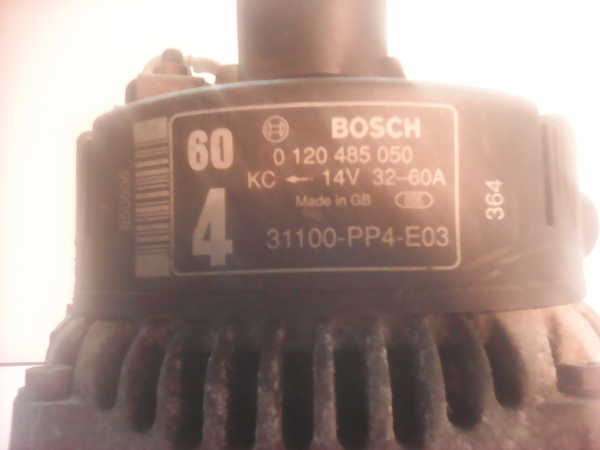 60
BOSCH
0 120 485 050
KC ← 14V 32-60A
Made in GB
4
31100-PP4-E03
364